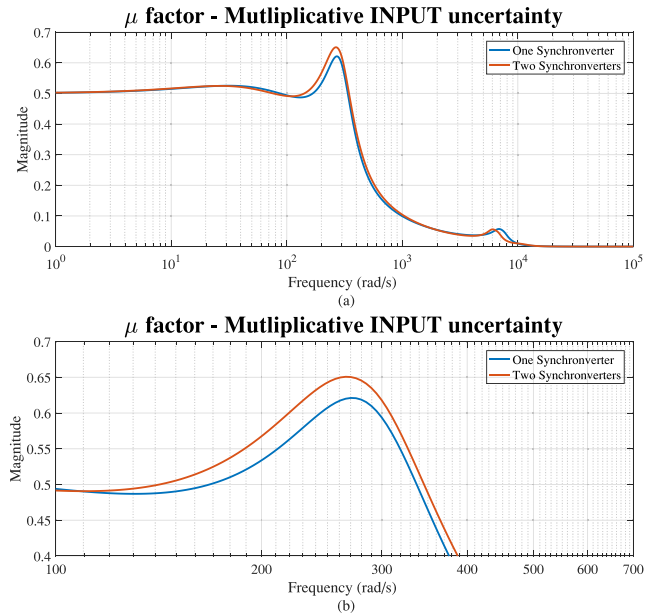 μ factor - Mutliplicative INPUT uncertainty
0.7
0.6
0.5
0.4
0.3
0.2
0.1
0
Magnitude
One Synchronverter
Two Synchronverters
10^0
10^1
10^2
10^3
10^4
10^5
Frequency (rad/s)
(a)
μ factor - Mutliplicative INPUT uncertainty
0.7
0.65
0.6
0.55
0.5
0.45
0.4
Magnitude
One Synchronverter
Two Synchronverters
100
200
300
400
500
600
700
Frequency (rad/s)
(b)